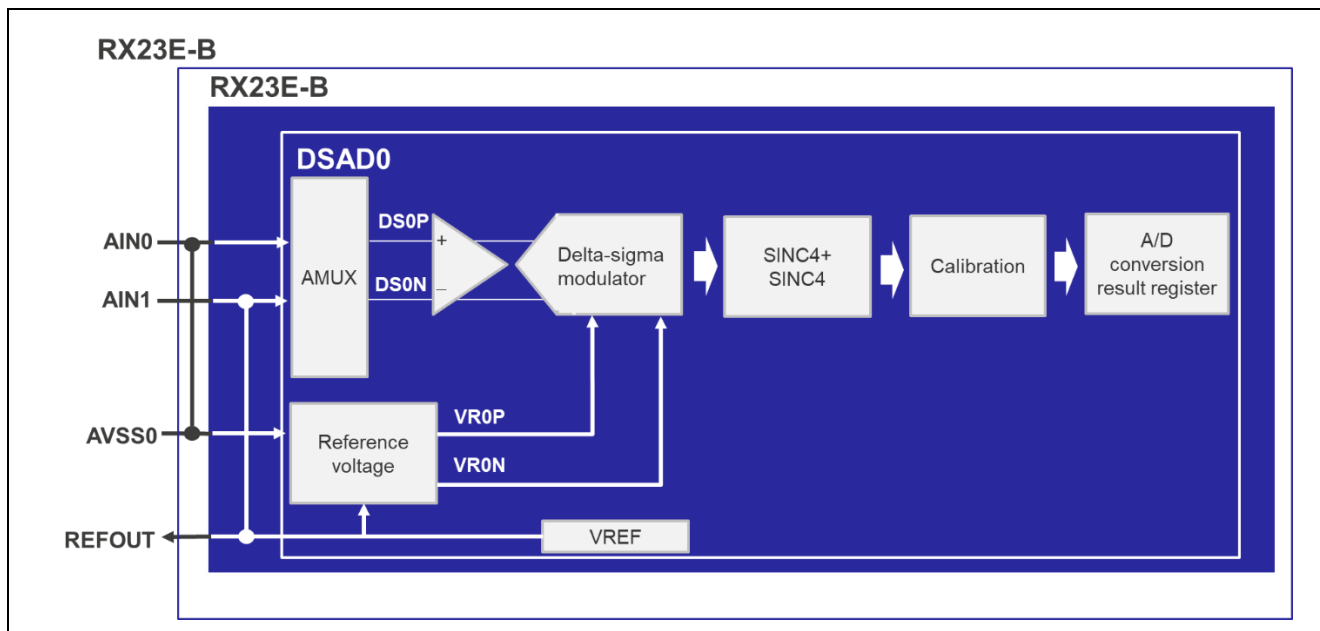 RX23E-B
RX23E-B
DSAD0
AIN0
AIN1
AVSS0
REFOUT
AMUX
DS0P
DS0N
+
−
Delta-sigma
modulator
SINC4+
SINC4
Calibration
A/D
conversion
result register
Reference
voltage
VR0P
VR0N
VREF